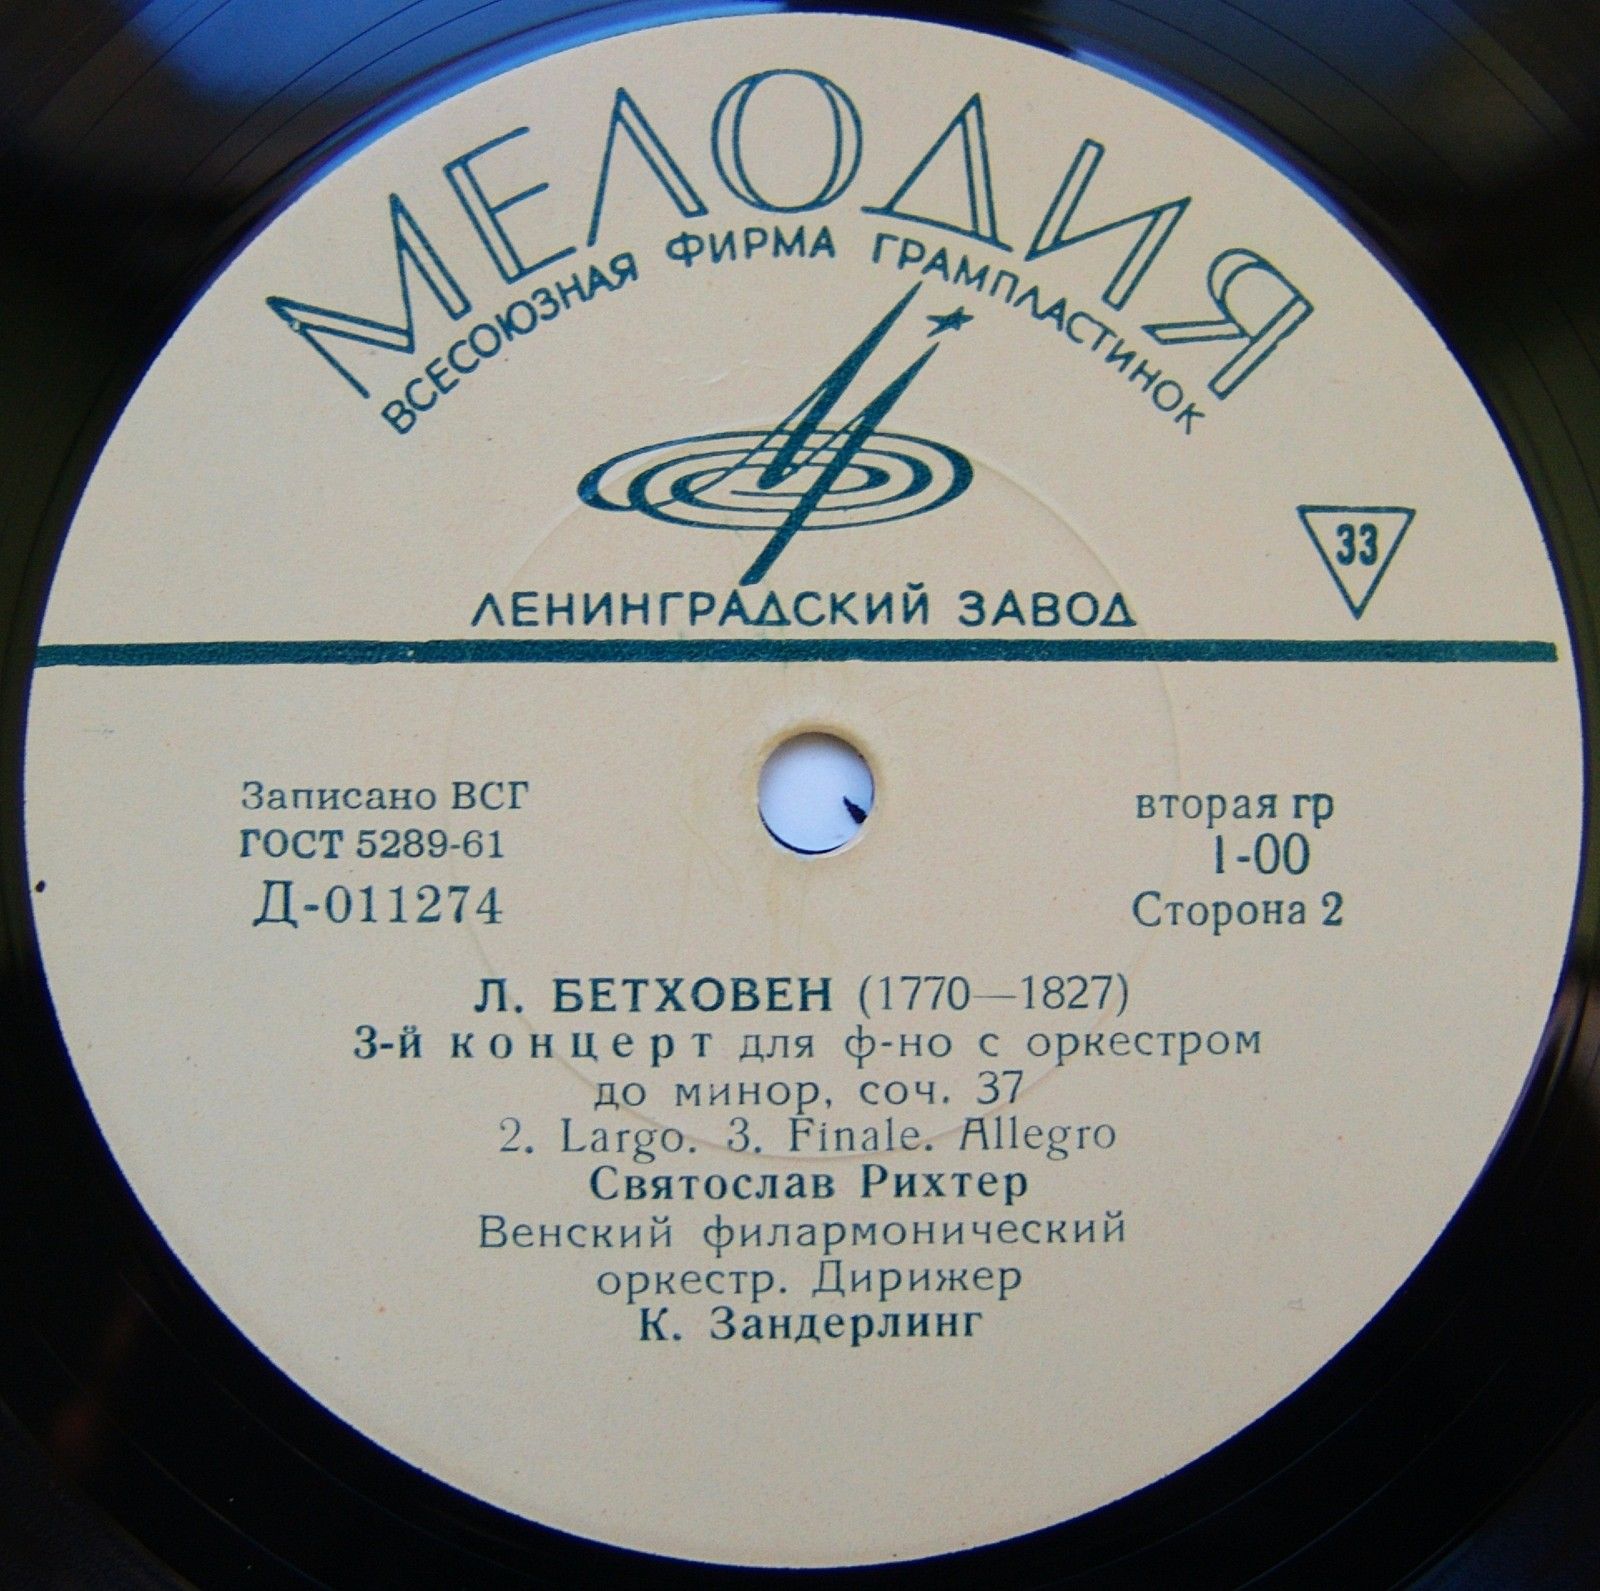 МЕЛОДИЯ
ВСЕСОЮЗНАЯ ФИРМА ГРАМПЛАСТИНОК
33
ЛЕНИНГРАДСКИЙ ЗАВОД
Записано ВСГ
ГОСТ 5289-61
Д-011274
вторая гр
1-00
Сторона 2
Л. БЕТХОВЕН (1770—1827)
3-й концерт для ф-но с оркестром
до минор, соч. 37
2. Largo. 3. Finale. Allegro
Святослав Рихтер
Венский филармонический
оркестр. Дирижер
К. Зандерлинг